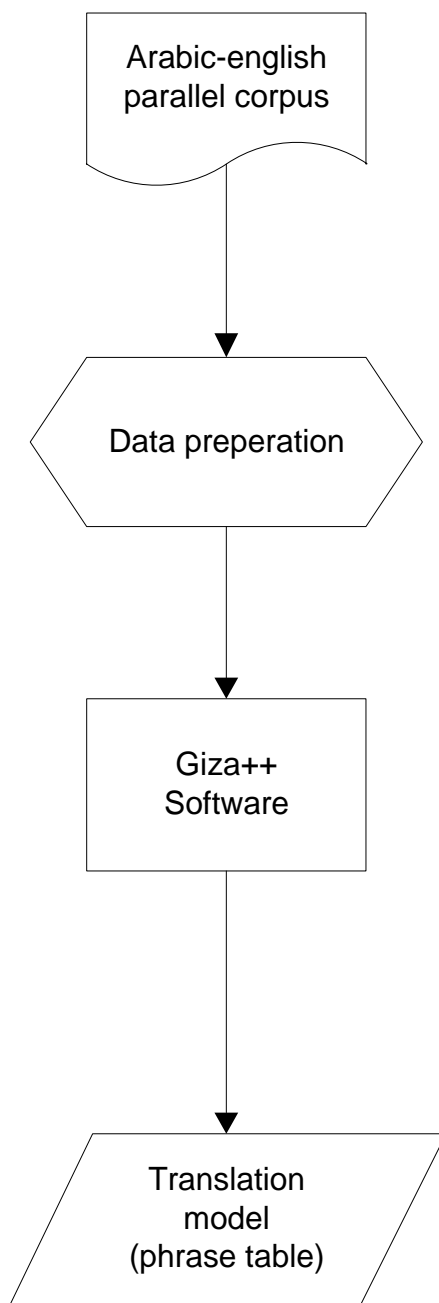 Arabic-english
parallel corpus
Data preperation
Giza++
Software
Translation
model
(phrase table)